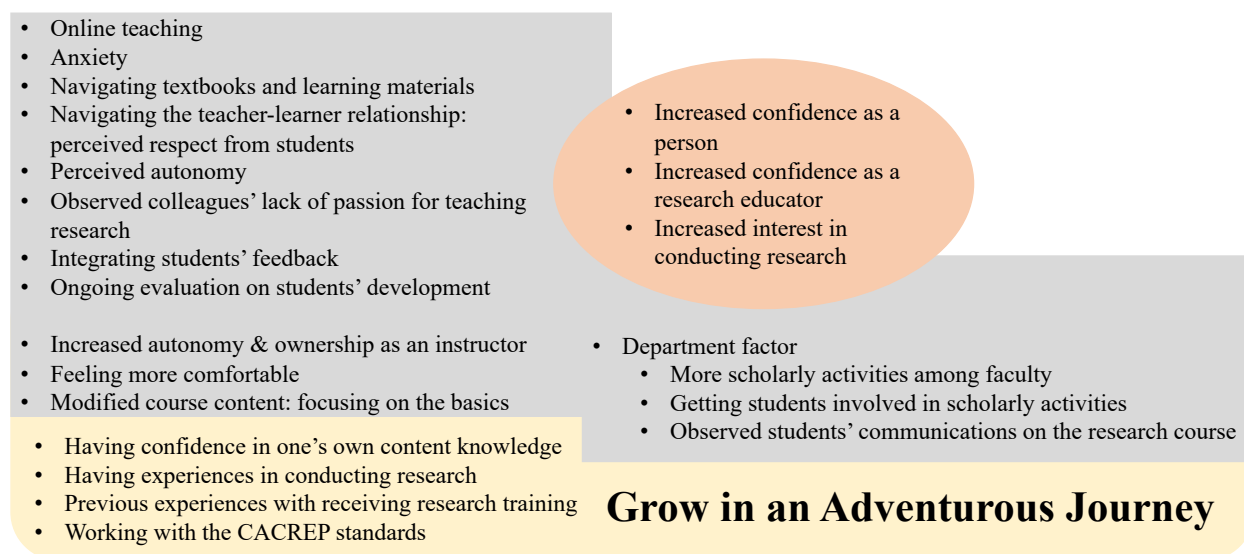 • Online teaching
• Anxiety
• Navigating textbooks and learning materials
• Navigating the teacher-learner relationship:
perceived respect from students
• Perceived autonomy
• Observed colleagues’ lack of passion for teaching
research
• Integrating students’ feedback
• Ongoing evaluation on students’ development
• Increased autonomy & ownership as an instructor
• Feeling more comfortable
• Modified course content: focusing on the basics
• Having confidence in one’s own content knowledge
• Having experiences in conducting research
• Previous experiences with receiving research training
• Working with the CACREP standards
• Increased confidence as a
person
• Increased confidence as a
research educator
• Increased interest in
conducting research
• Department factor
• More scholarly activities among faculty
• Getting students involved in scholarly activities
• Observed students’ communications on the research course
Grow in an Adventurous Journey